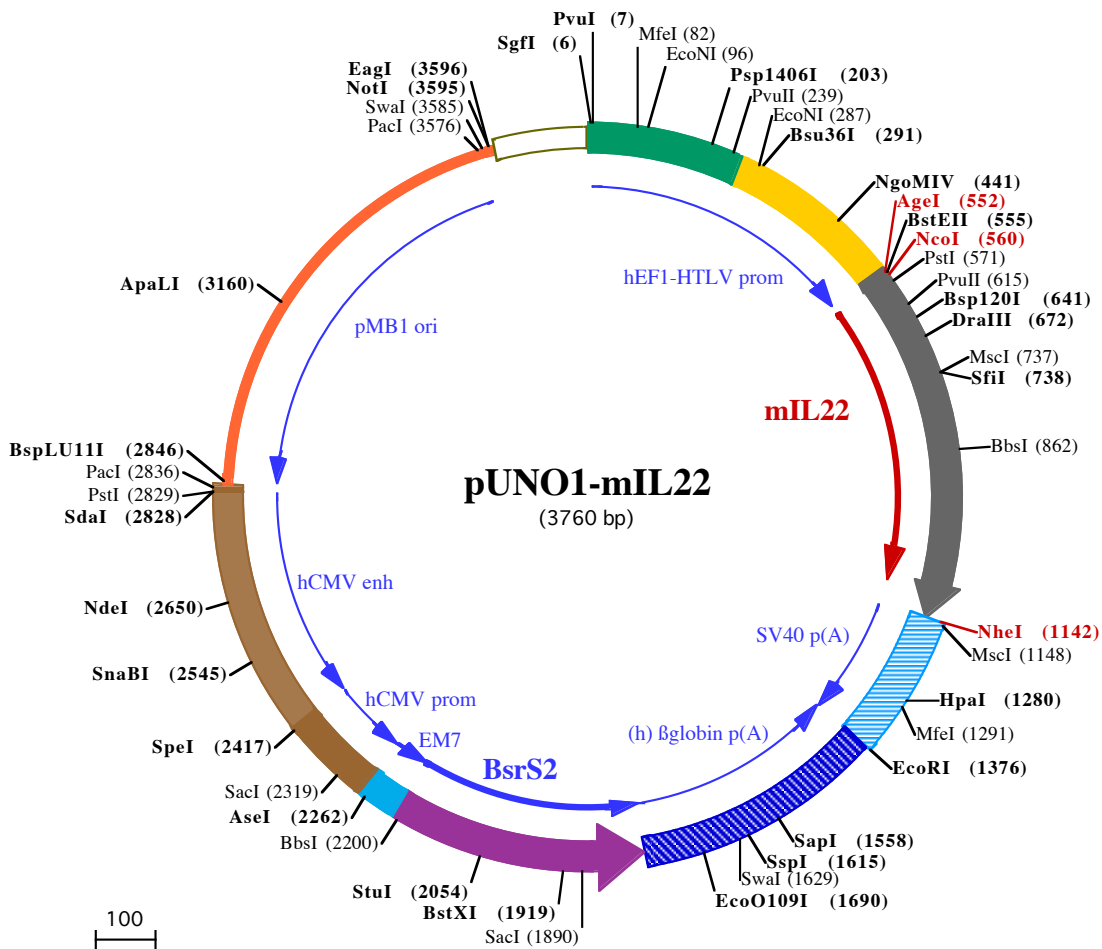 PvuI (7)
SgfI (6)
MfeI (82)
EcoNI (96)
Psp1406I (203)
PvuII (239)
EcoNI (287)
Bsu36I (291)
NgoMIV (441)
AgeI (552)
BstEII (555)
NcoI (560)
PstI (571)
PvuII (615)
Bsp120I (641)
DraIII (672)
MscI (737)
SfiI (738)
BbsI (862)
NheI (1142)
MscI (1148)
HpaI (1280)
MfeI (1291)
EcoRI (1376)
SapI (1558)
SspI (1615)
SwaI (1629)
EcoO109I (1690)
SacI (1890)
BstXI (1919)
StuI (2054)
BbsI (2200)
AseI (2262)
SacI (2319)
SpeI (2417)
SnaBI (2545)
NdeI (2650)
SdaI (2828)
PstI (2829)
PacI (2836)
BspLU11I (2846)
ApaLI (3160)
PacI (3576)
SwaI (3585)
NotI (3595)
EagI (3596)
hEF1-HTLV prom
pMB1 ori
mIL22
pUNO1-mIL22
(3760 bp)
hCMV enh
SV40 p(A)
hCMV prom
(h) ßglobin p(A)
EM7
BsrS2
100